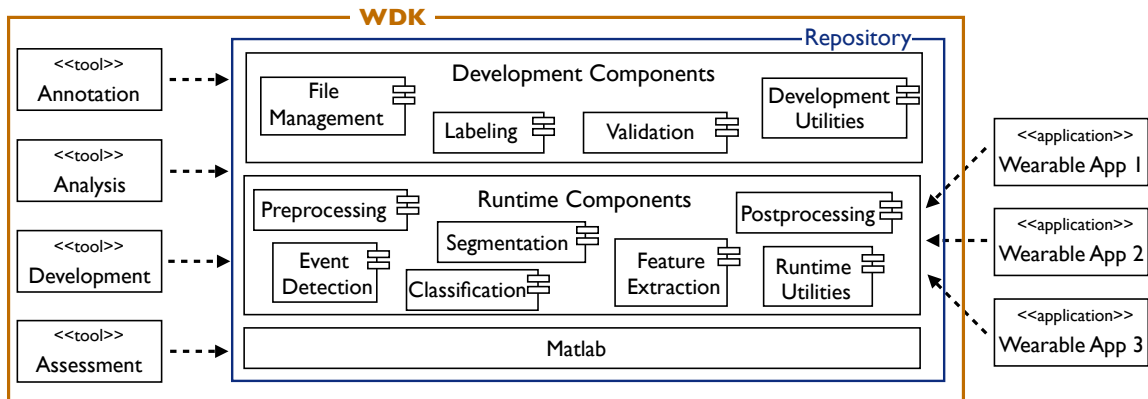 WDK
Repository
<<tool>>
Annotation
<<tool>>
Analysis
<<tool>>
Development
<<tool>>
Assessment
Development Components
File
Management
Labeling
Validation
Development
Utilities
Runtime Components
Preprocessing
Segmentation
Postprocessing
Event
Detection
Classification
Feature
Extraction
Runtime
Utilities
Matlab
<<application>>
Wearable App 1
<<application>>
Wearable App 2
<<application>>
Wearable App 3